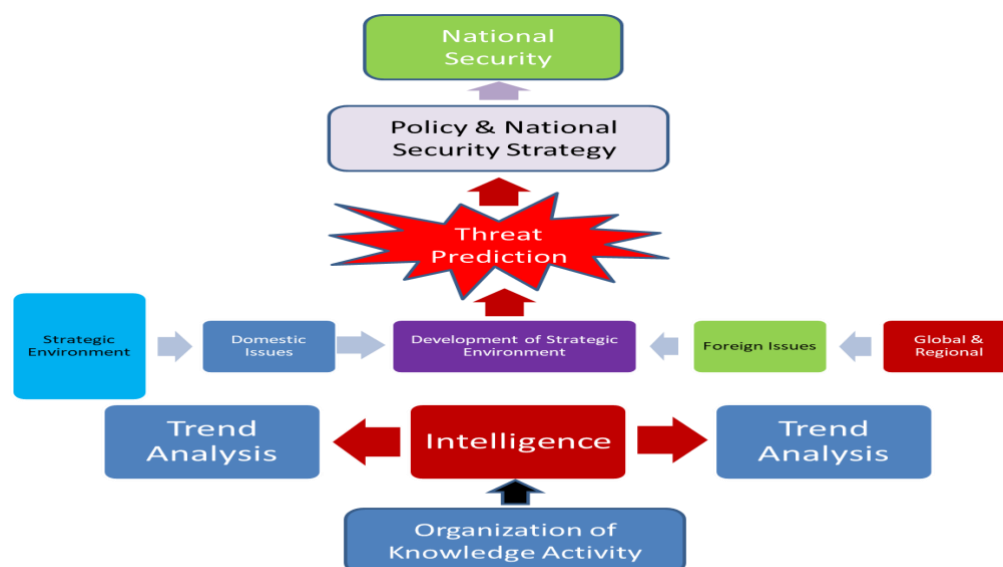 National
Security
Policy & National
Security Strategy
Threat
Prediction
Strategic
Environment
Domestic
Issues
Development of Strategic
Environment
Foreign Issues
Global &
Regional
Trend
Analysis
Intelligence
Trend
Analysis
Organization of
Knowledge Activity